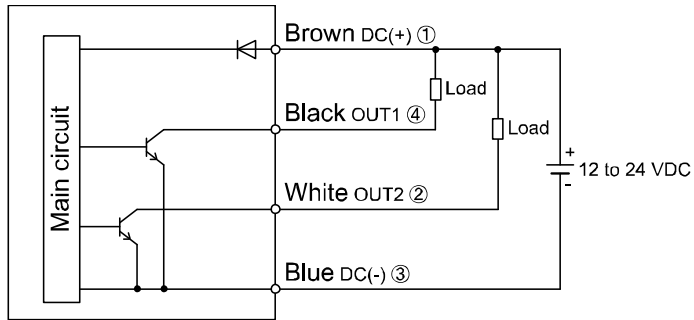 Brown DC(+) ①
Load
Black OUT1 ④
Load
Main circuit
+
12 to 24 VDC
-
White OUT2 ②
Blue DC(-) ③